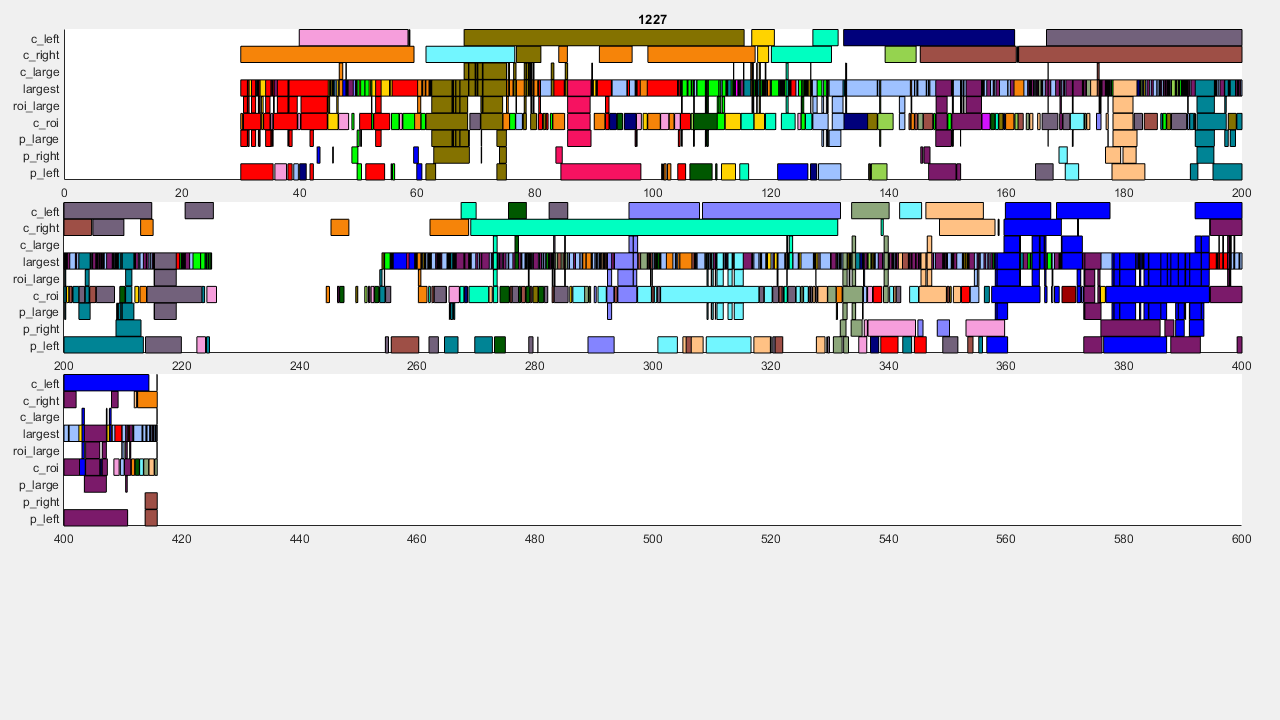 1227
c_left
c_right
c_large
largest
roi_large
c_roi
p_large
p_right
p_left
0 20 40 60 80 100 120 140 160 180 200
c_left
c_right
c_large
largest
roi_large
c_roi
p_large
p_right
p_left
200 220 240 260 280 300 320 340 360 380 400
c_left
c_right
c_large
largest
roi_large
c_roi
p_large
p_right
p_left
400 420 440 460 480 500 520 540 560 580 600